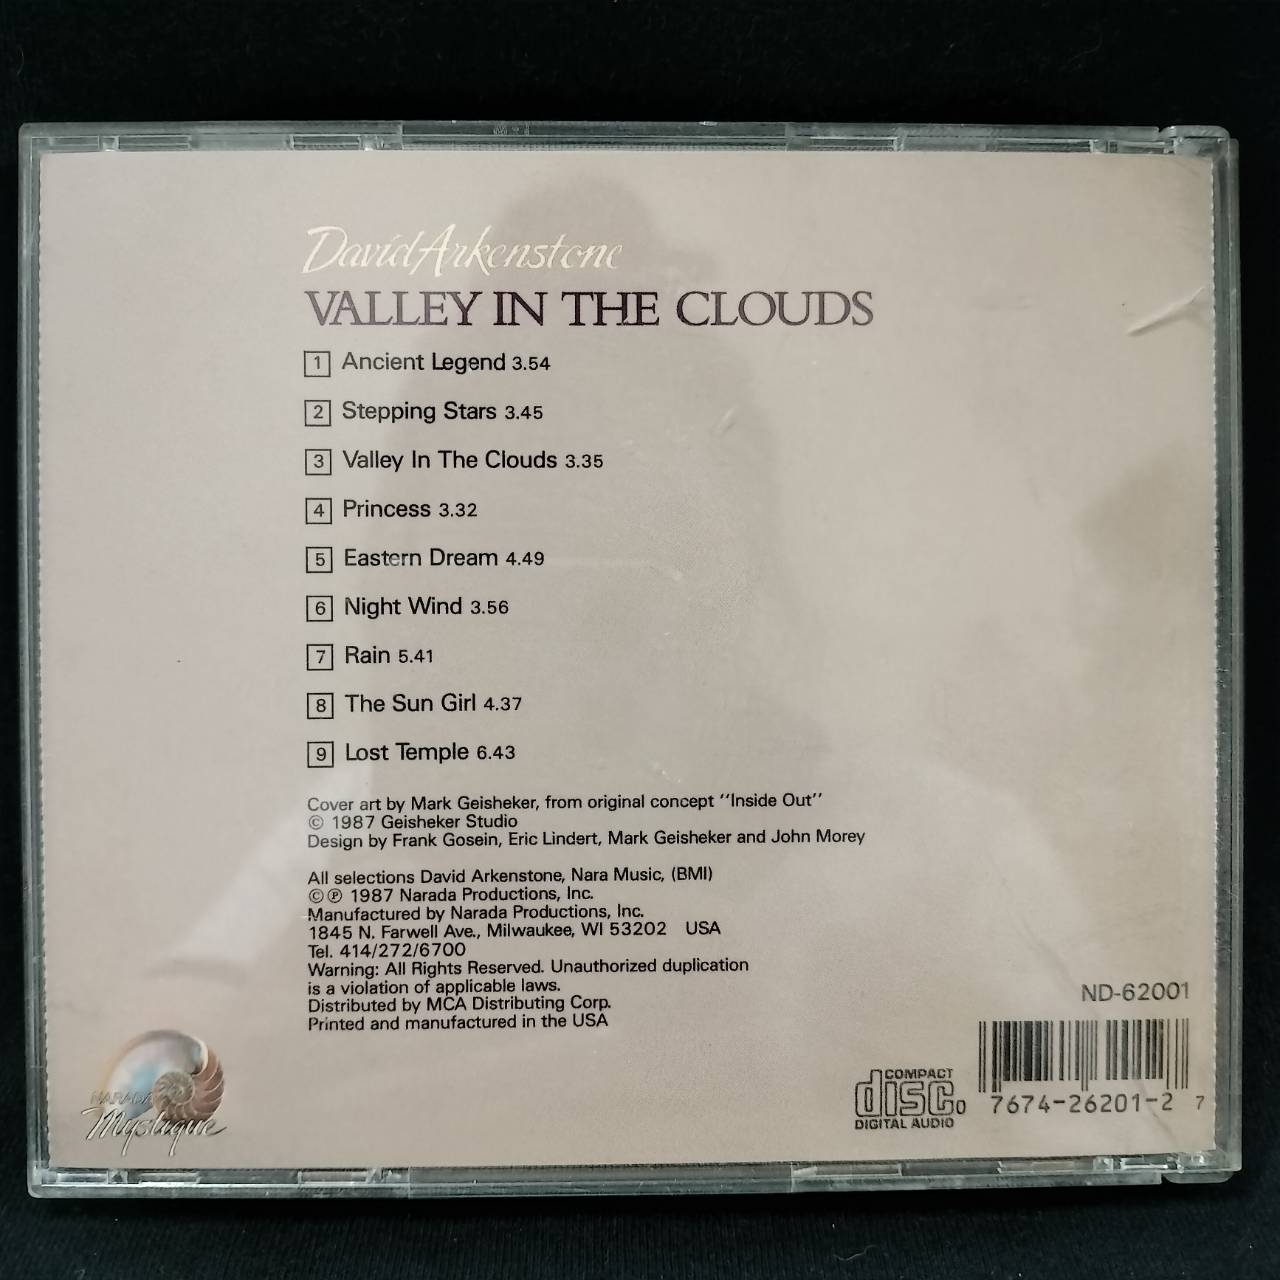 David Arkenstone
VALLEY IN THE CLOUDS
1 Ancient Legend 3.54
2 Stepping Stars 3.45
3 Valley In The Clouds 3.35
4 Princess 3.32
5 Eastern Dream 4.49
6 Night Wind 3.56
7 Rain 5.41
8 The Sun Girl 4.37
9 Lost Temple 6.43
Cover art by Mark Geisheker, from original concept "Inside Out"
© 1987 Geisheker Studio
Design by Frank Gosein, Eric Lindert, Mark Geisheker and John Morey
All selections David Arkenstone, Nara Music, (BMI)
©℗ 1987 Narada Productions, Inc.
Manufactured by Narada Productions, Inc.
1845 N. Farwell Ave., Milwaukee, WI 53202 USA
Tel. 414/272/6700
Warning: All Rights Reserved. Unauthorized duplication
is a violation of applicable laws.
Distributed by MCA Distributing Corp.
Printed and manufactured in the USA
ND-62001
NARADA
Mystique
COMPACT
disc
DIGITAL AUDIO
0 7674-26201-2 7